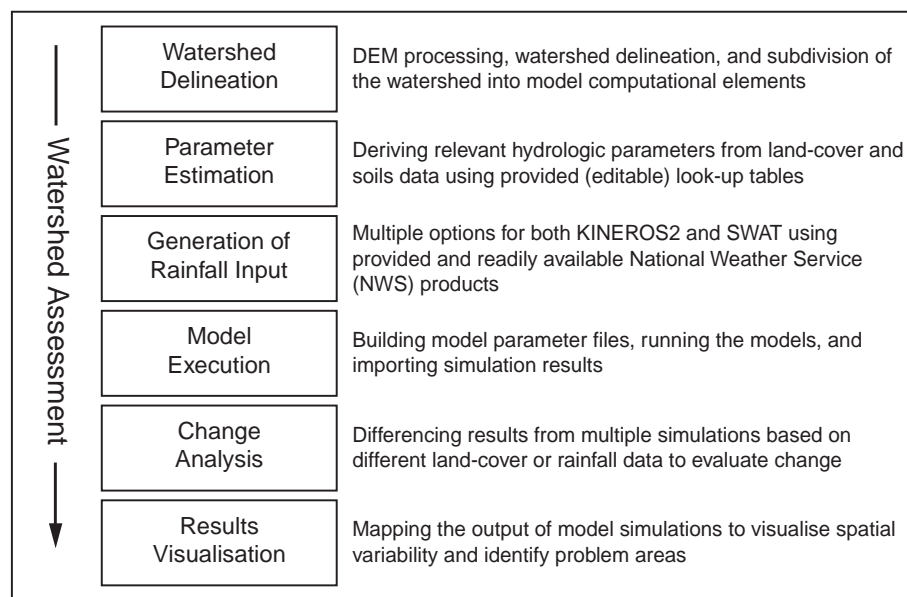 Watershed Assessment
Watershed
Delineation
DEM processing, watershed delineation, and subdivision of
the watershed into model computational elements
Parameter
Estimation
Deriving relevant hydrologic parameters from land-cover and
soils data using provided (editable) look-up tables
Generation of
Rainfall Input
Multiple options for both KINEROS2 and SWAT using
provided and readily available National Weather Service
(NWS) products
Model
Execution
Building model parameter files, running the models, and
importing simulation results
Change
Analysis
Differencing results from multiple simulations based on
different land-cover or rainfall data to evaluate change
Results
Visualisation
Mapping the output of model simulations to visualise spatial
variability and identify problem areas